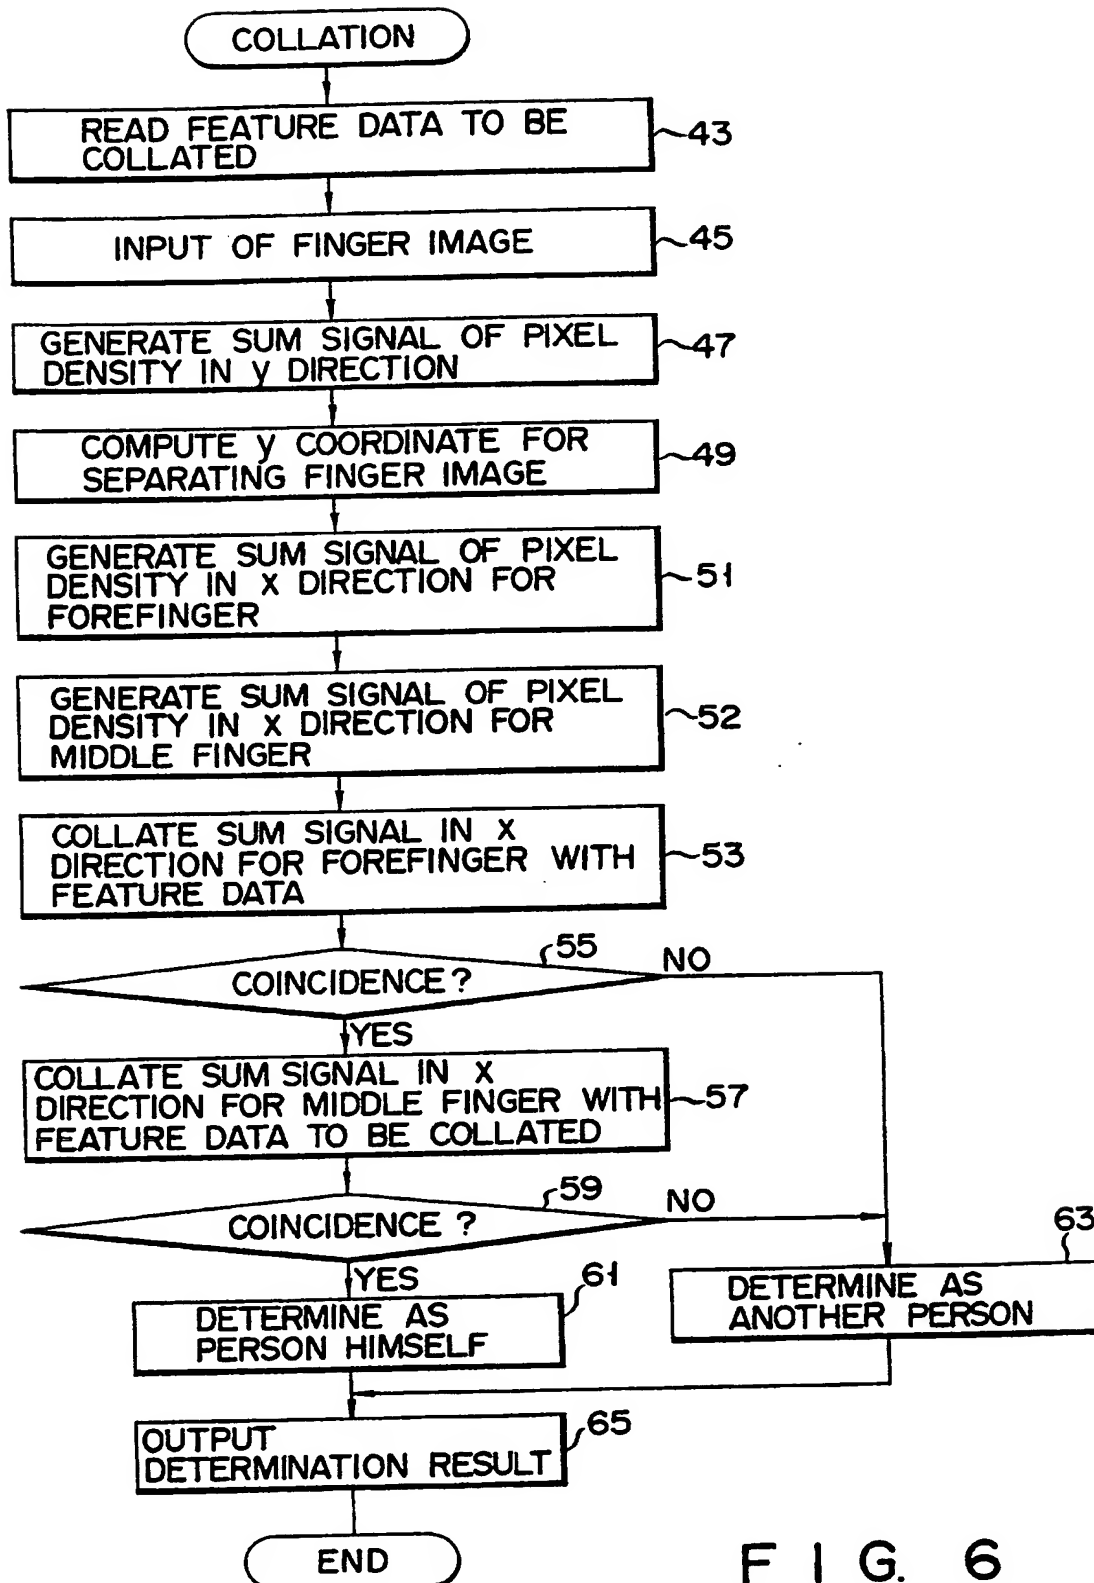 COLLATION
READ FEATURE DATA TO BE
COLLATED
43
INPUT OF FINGER IMAGE
45
GENERATE SUM SIGNAL OF PIXEL
DENSITY IN y DIRECTION
47
COMPUTE y COORDINATE FOR
SEPARATING FINGER IMAGE
49
GENERATE SUM SIGNAL OF PIXEL
DENSITY IN X DIRECTION FOR
FOREFINGER
51
GENERATE SUM SIGNAL OF PIXEL
DENSITY IN X DIRECTION FOR
MIDDLE FINGER
52
COLLATE SUM SIGNAL IN X
DIRECTION FOR FOREFINGER WITH
FEATURE DATA
53
COINCIDENCE?
55
NO
YES
COLLATE SUM SIGNAL IN X
DIRECTION FOR MIDDLE FINGER WITH
FEATURE DATA TO BE COLLATED
57
COINCIDENCE?
59
NO
YES
DETERMINE AS
PERSON HIMSELF
61
DETERMINE AS
ANOTHER PERSON
63
OUTPUT
DETERMINATION RESULT
65
END
FIG. 6